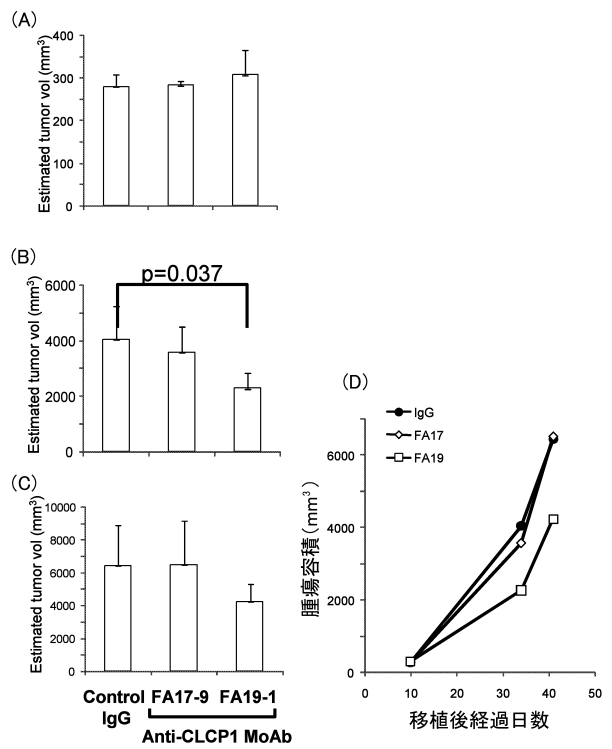 (A)
Estimated tumor vol (mm³)
400
300
200
100
0
(B)
p=0.037
Estimated tumor vol (mm³)
6000
4000
2000
0
(C)
Estimated tumor vol (mm³)
10000
8000
6000
4000
2000
0
Control IgG
FA17-9
FA19-1
Anti-CLCP1 MoAb
(D)
IgG
FA17
FA19
腫瘍容積(mm³)
6000
4000
2000
0
0
10
20
30
40
50
移植後経過日数